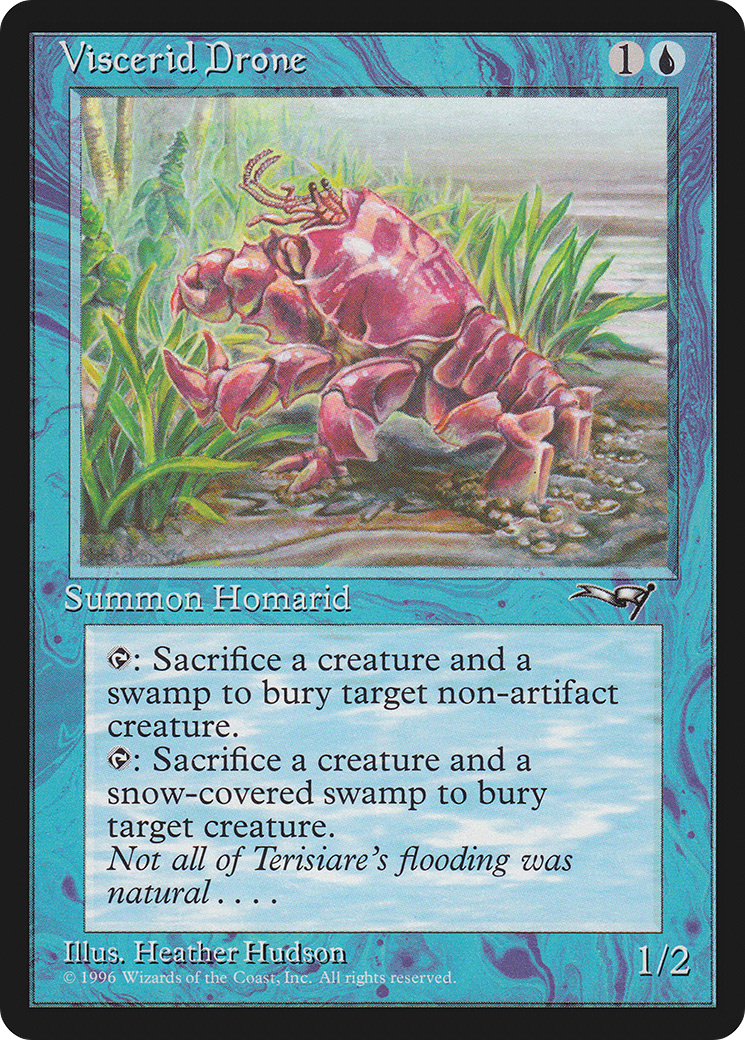 Viscerid Drone 1
Summon Homarid
: Sacrifice a creature and a
swamp to bury target non-artifact
creature.
: Sacrifice a creature and a
snow-covered swamp to bury
target creature.
Not all of Terisiare's flooding was
natural . . . .
Illus. Heather Hudson
© 1996 Wizards of the Coast, Inc. All rights reserved.
1/2